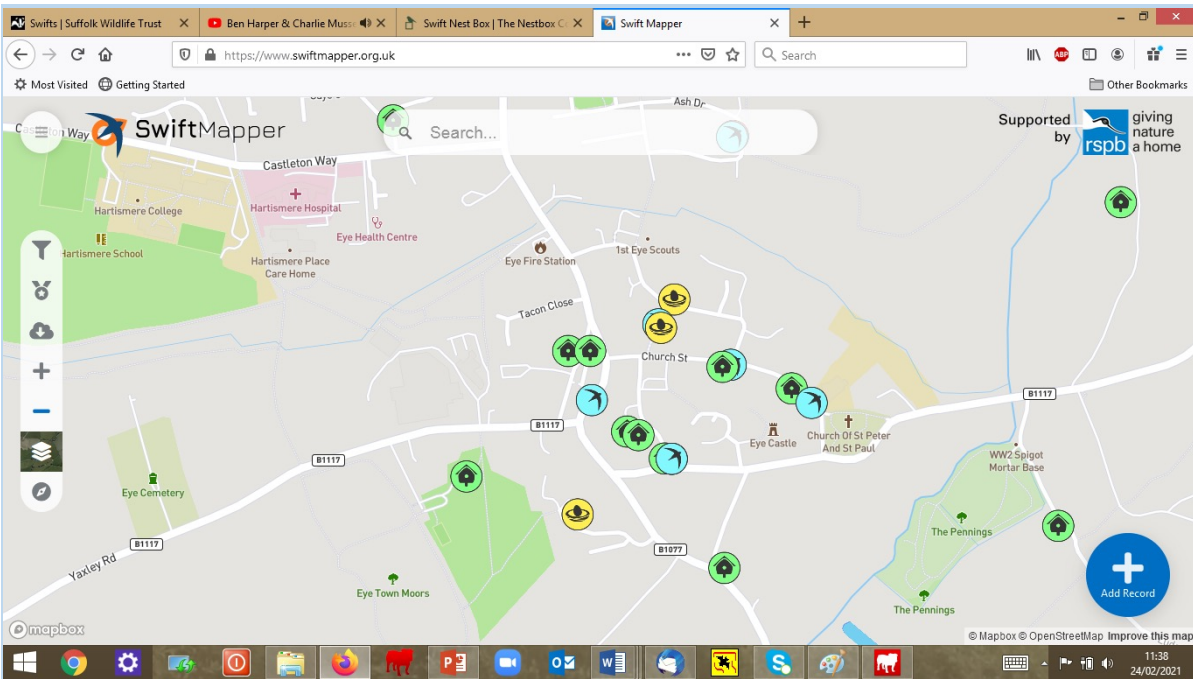 Swifts | Suffolk Wildlife Trust
Ben Harper & Charlie Muss
Swift Nest Box | The Nestbox C
Swift Mapper
https://www.swiftmapper.org.uk
Search
ABP
Most Visited
Getting Started
Other Bookmarks
SwiftMapper
Search...
Supported by
rspb
giving nature a home
Ash Dr
Way
Castleton Way
Hartismere College
Hartismere Hospital
Eye Health Centre
Hartismere School
Hartismere Place
Care Home
Eye Fire Station
1st Eye Scouts
Tacon Close
Church St
B1117
B1117
Eye Castle
Church Of St Peter
And St Paul
B1117
WW2 Spigot
Mortar Base
Eye Cemetery
B1117
Yaxley Rd
B1077
The Pennings
Eye Town Moors
The Pennings
Add Record
mapbox
© Mapbox © OpenStreetMap Improve this map
11:38
24/02/2021